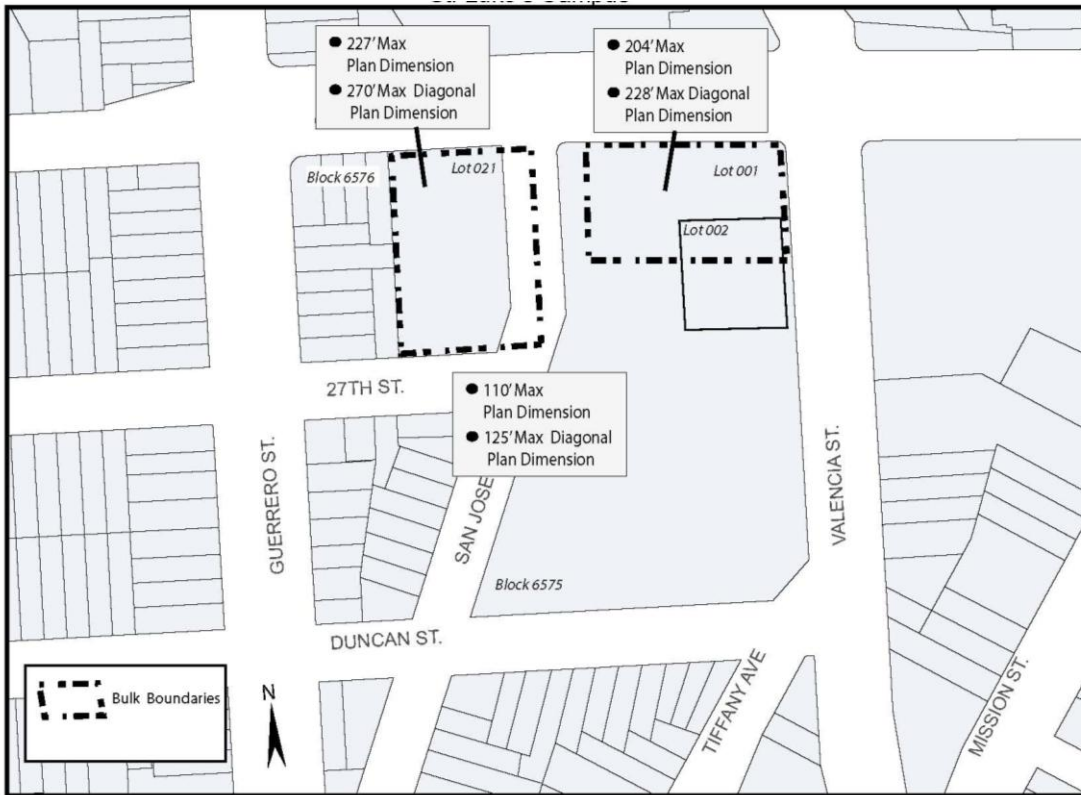 ● 227' Max
Plan Dimension
● 270' Max Diagonal
Plan Dimension
● 204' Max
Plan Dimension
● 228' Max Diagonal
Plan Dimension
Block 6576
Lot 021
Lot 001
Lot 002
27TH ST.
● 110' Max
Plan Dimension
● 125' Max Diagonal
Plan Dimension
GUERRERO ST.
SAN JOSE
VALENCIA ST.
Block 6575
DUNCAN ST.
TIFFANY AVE
MISSION ST.
Bulk Boundaries
N